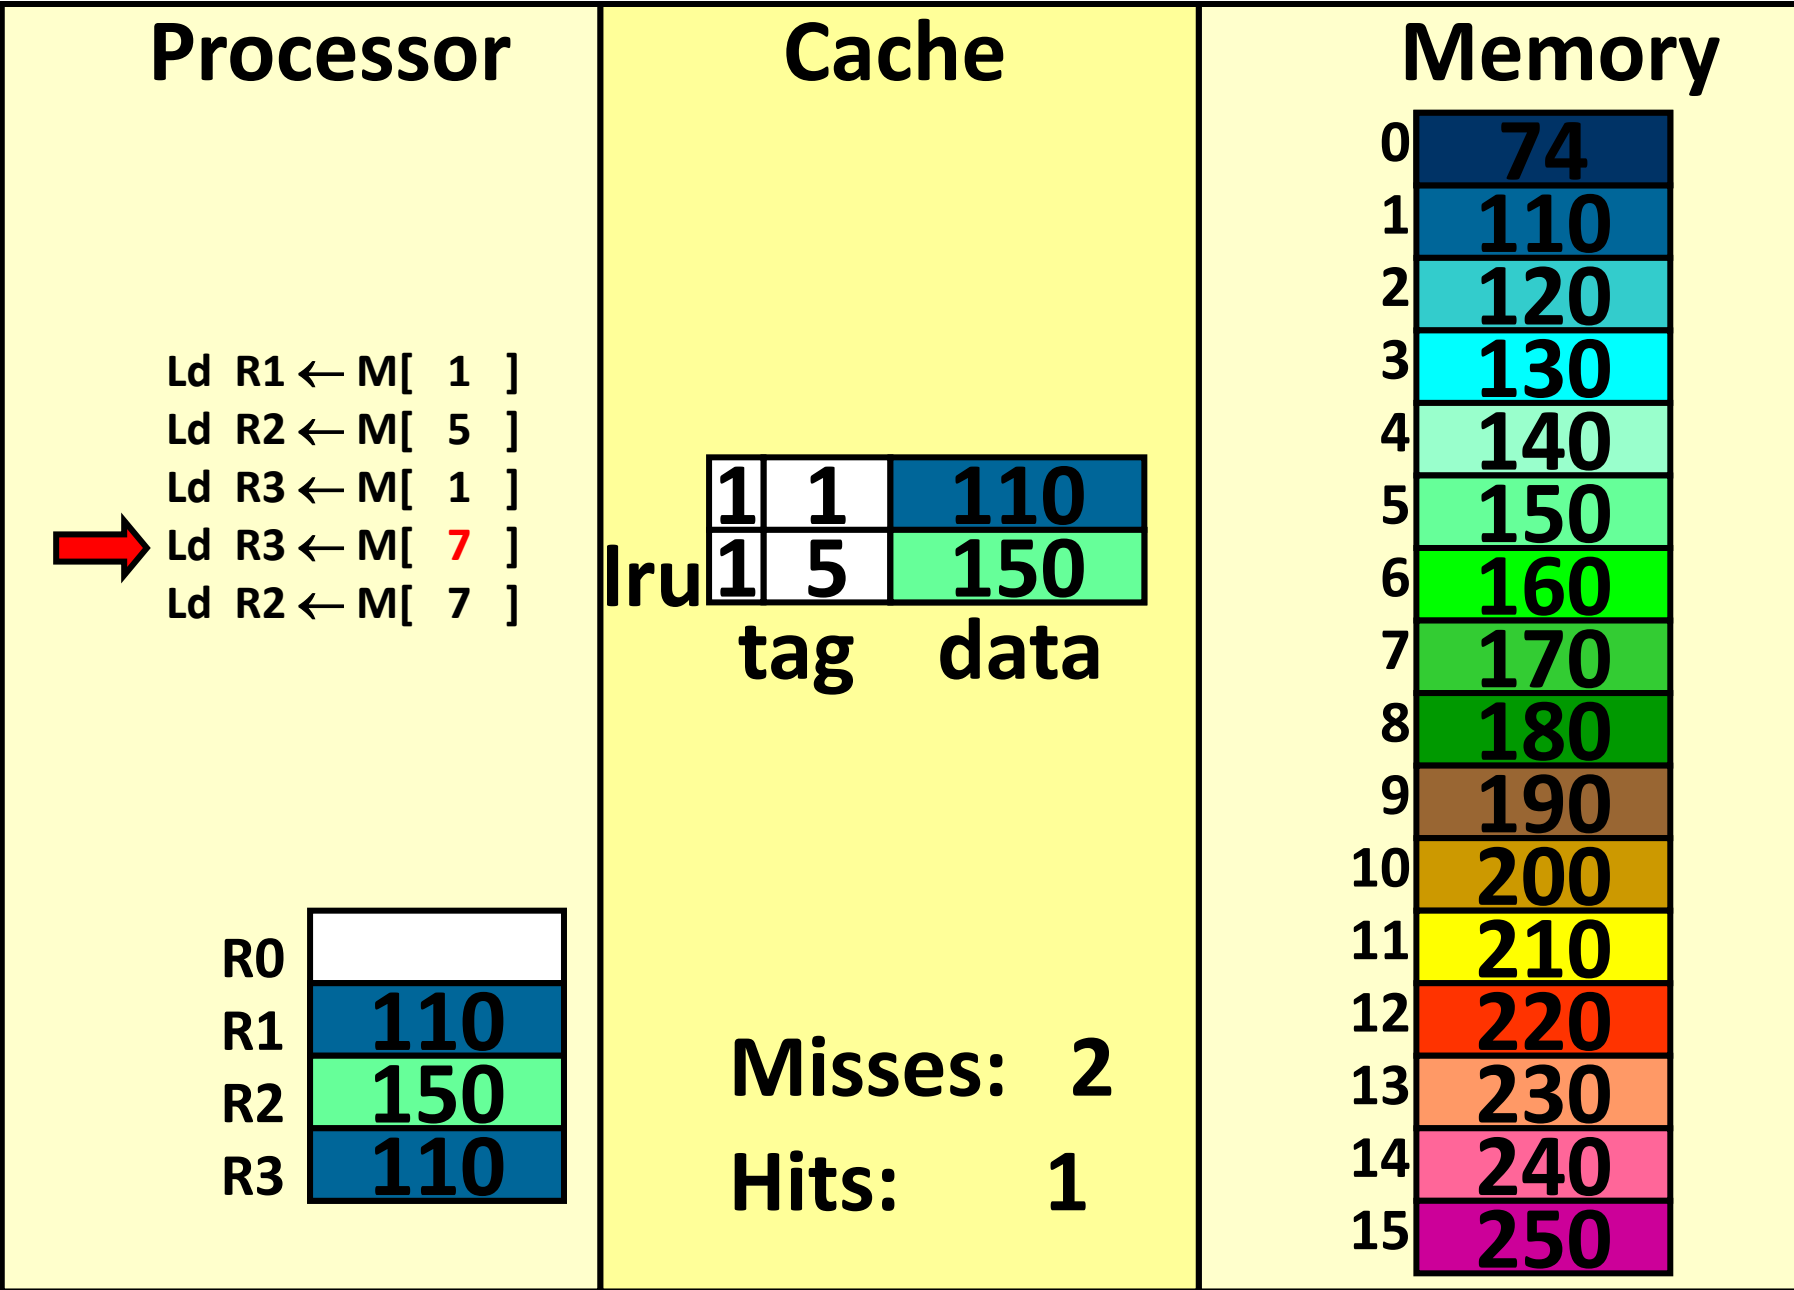 Processor
Ld R1 ← M[ 1 ]
Ld R2 ← M[ 5 ]
Ld R3 ← M[ 1 ]
Ld R3 ← M[ 7 ]
Ld R2 ← M[ 7 ]
R0
R1 110
R2 150
R3 110
Cache
1 1 110
lru 1 5 150
tag data
Misses: 2
Hits: 1
Memory
0 74
1 110
2 120
3 130
4 140
5 150
6 160
7 170
8 180
9 190
10 200
11 210
12 220
13 230
14 240
15 250